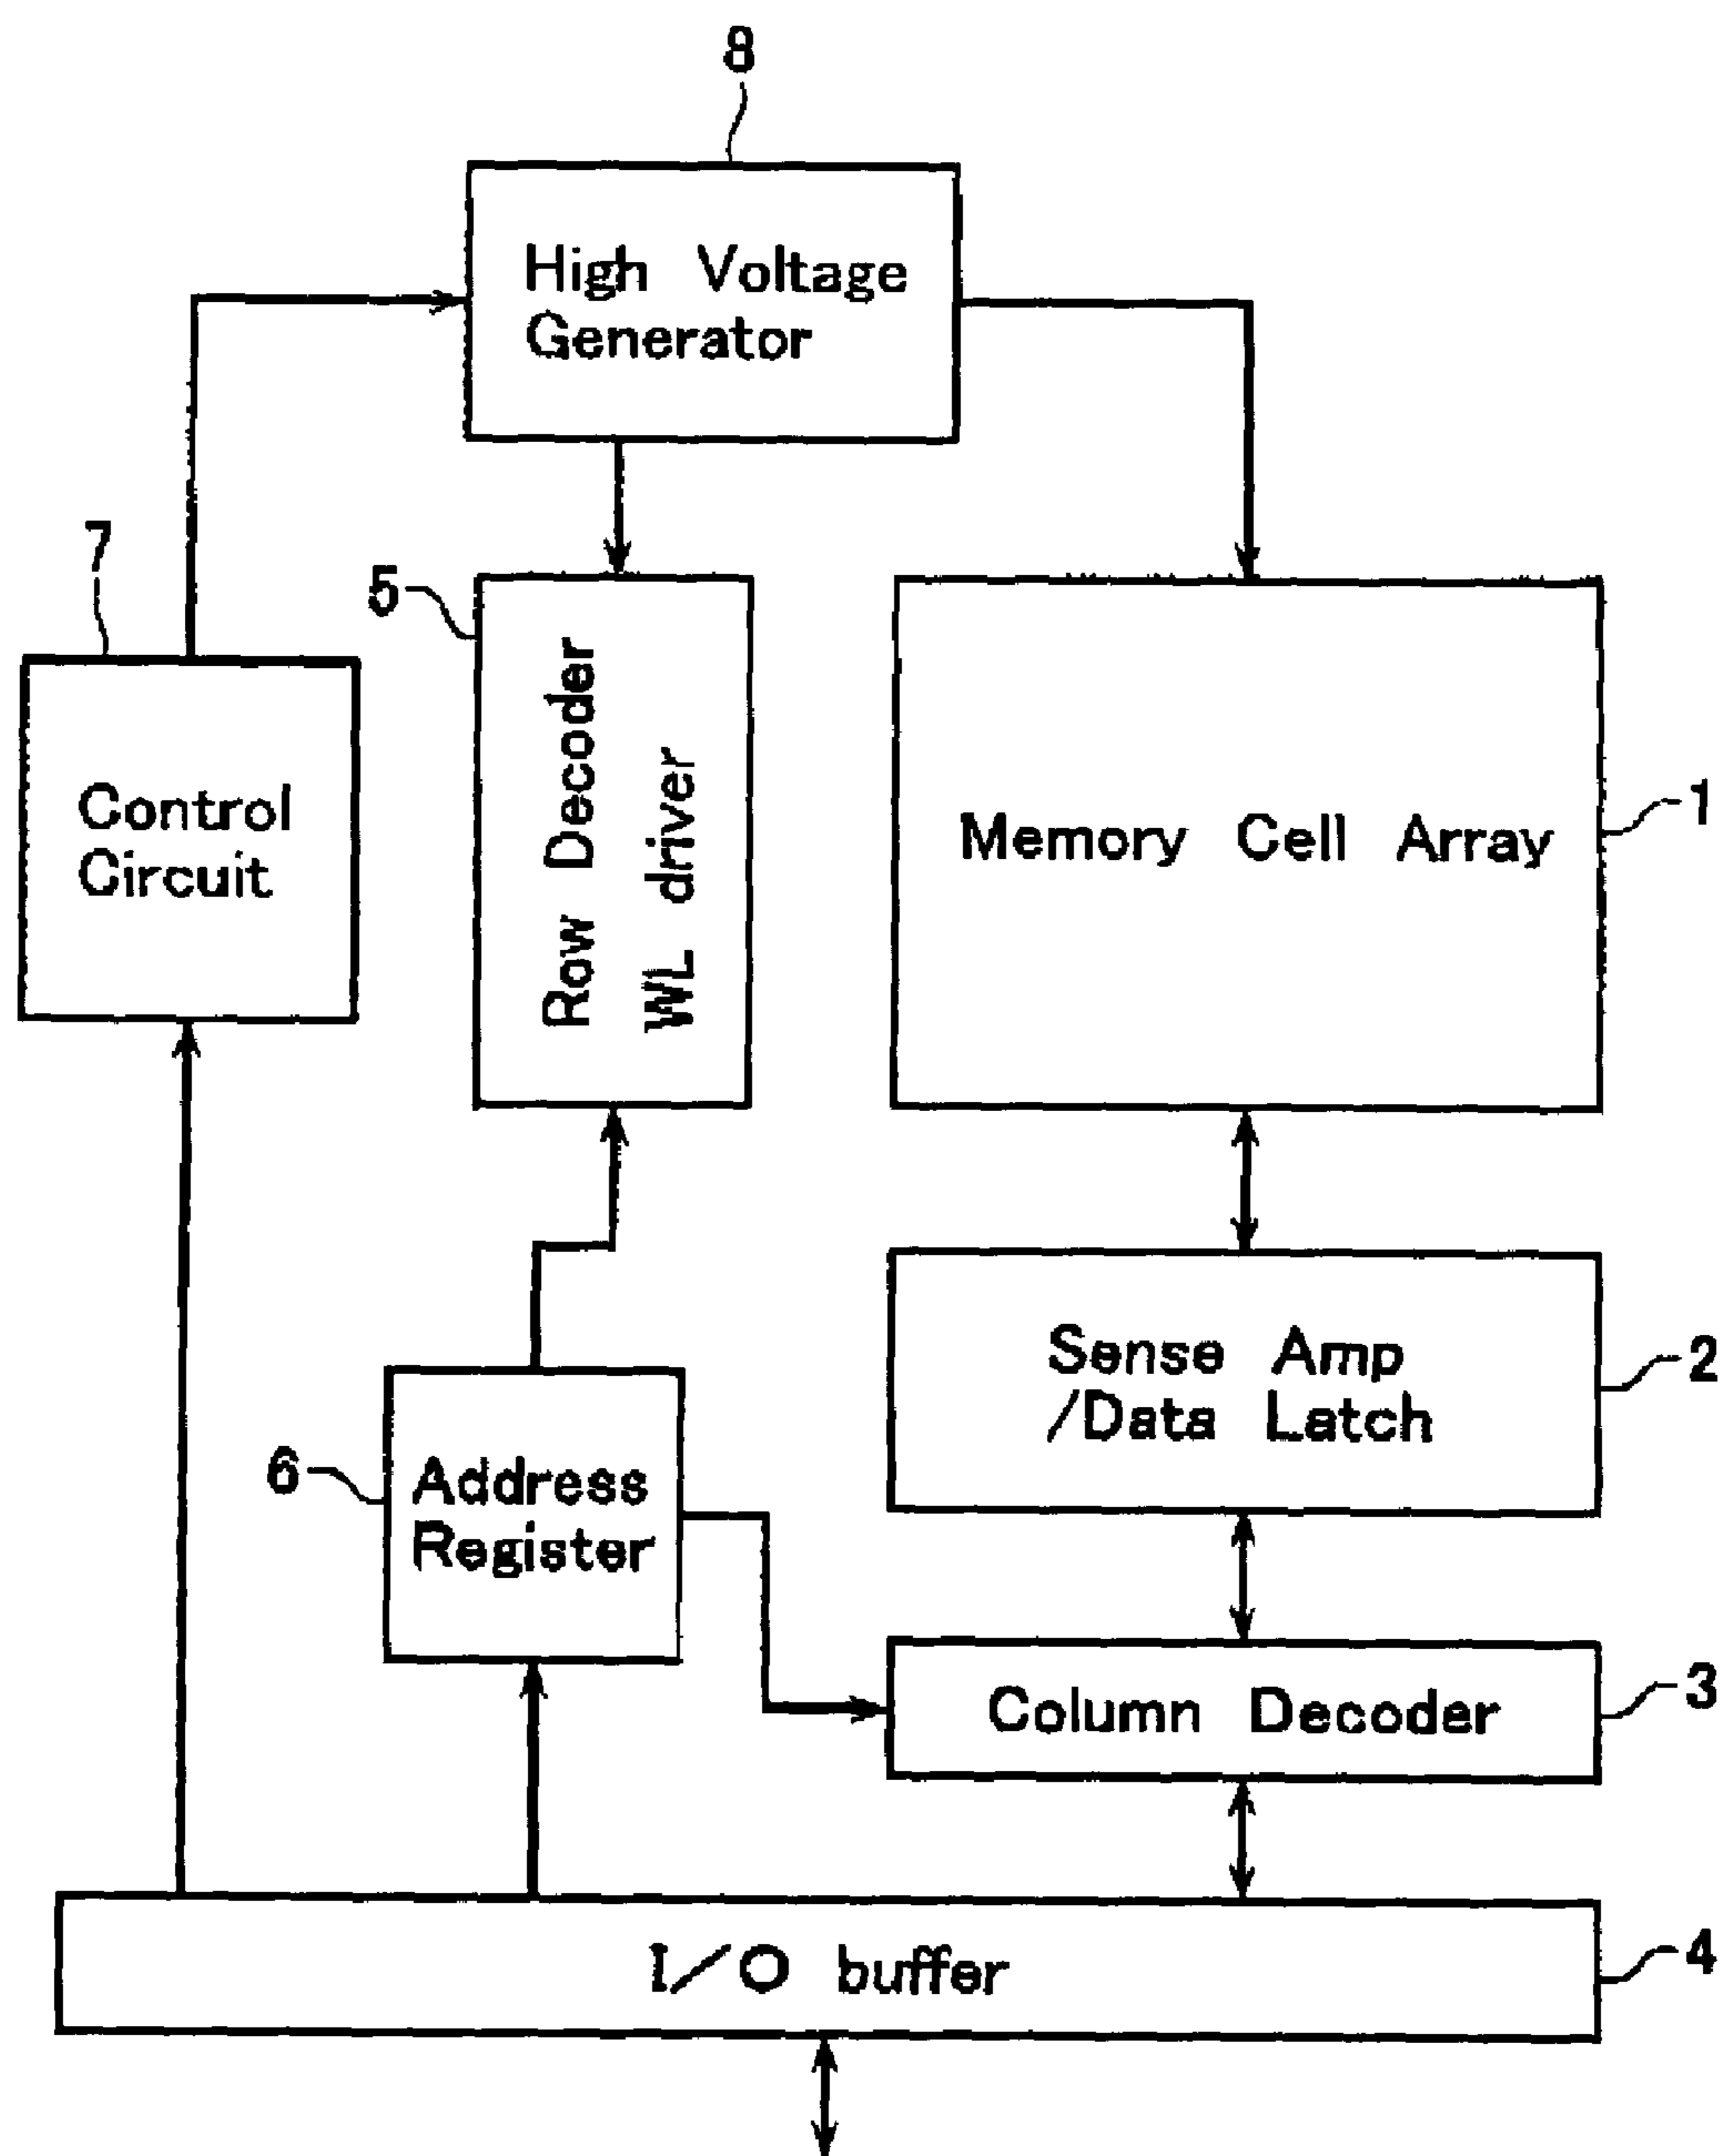 8
High Voltage
Generator
7
5
Control
Circuit
Row Decoder
WL driver
Memory Cell Array
1
Sense Amp
/Data Latch
2
6
Address
Register
Column Decoder
3
I/O buffer
4